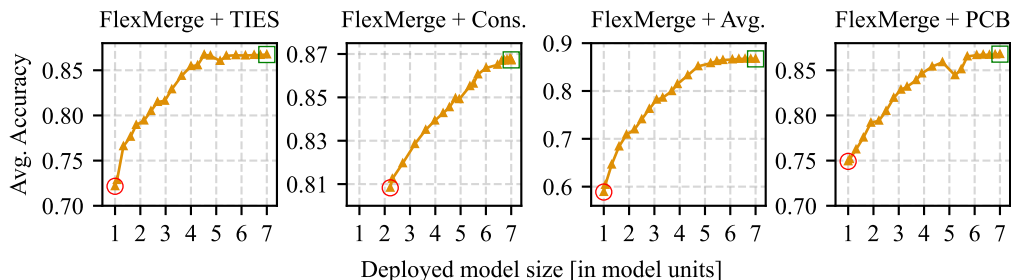 FlexMerge + TIES
FlexMerge + Cons.
FlexMerge + Avg.
FlexMerge + PCB
Avg. Accuracy
0.85
0.80
0.75
0.70
1 2 3 4 5 6 7
0.87
0.85
0.83
0.81
1 2 3 4 5 6 7
0.9
0.8
0.7
0.6
1 2 3 4 5 6 7
0.85
0.80
0.75
0.70
1 2 3 4 5 6 7
Deployed model size [in model units]